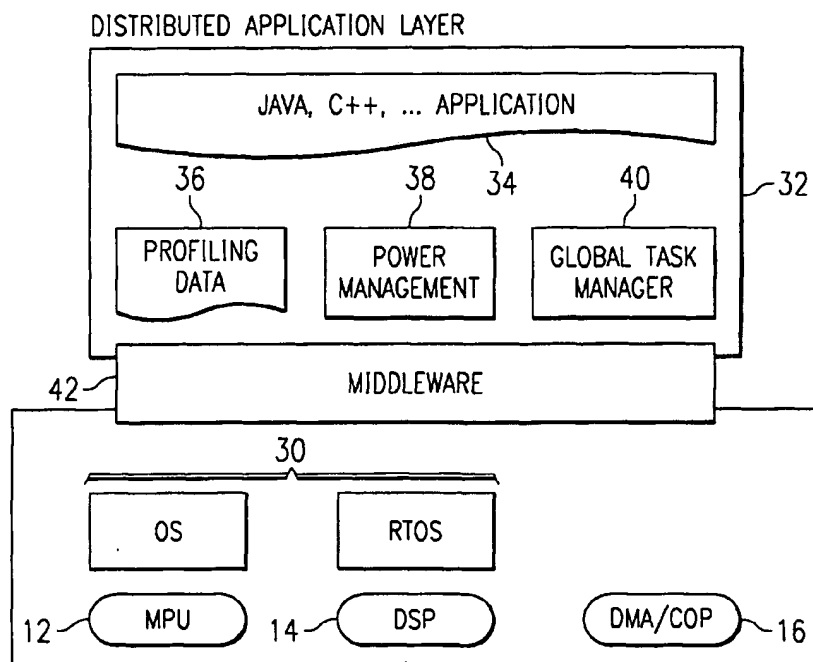 DISTRIBUTED APPLICATION LAYER
JAVA, C++, ... APPLICATION
34
32
36
38
40
PROFILING
DATA
POWER
MANAGEMENT
GLOBAL TASK
MANAGER
42
MIDDLEWARE
30
OS
RTOS
12
MPU
14
DSP
DMA/COP
16